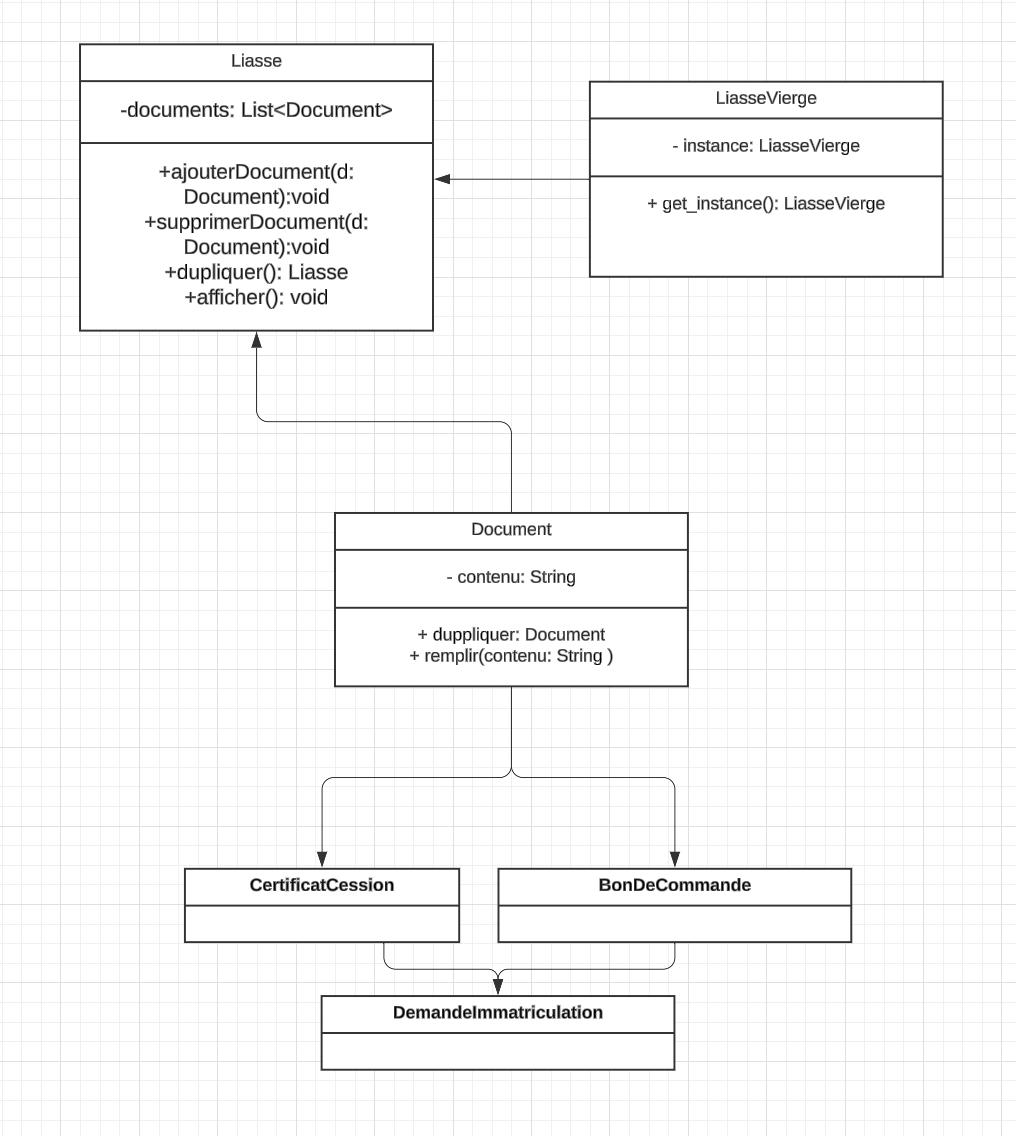 Liasse
-documents: List<Document>
+ajouterDocument(d:
Document):void
+supprimerDocument(d:
Document):void
+dupliquer(): Liasse
+afficher(): void
LiasseVierge
- instance: LiasseVierge
+ get_instance(): LiasseVierge
Document
- contenu: String
+ duppliquer: Document
+ remplir(contenu: String )
CertificatCession
BonDeCommande
DemandeImmatriculation